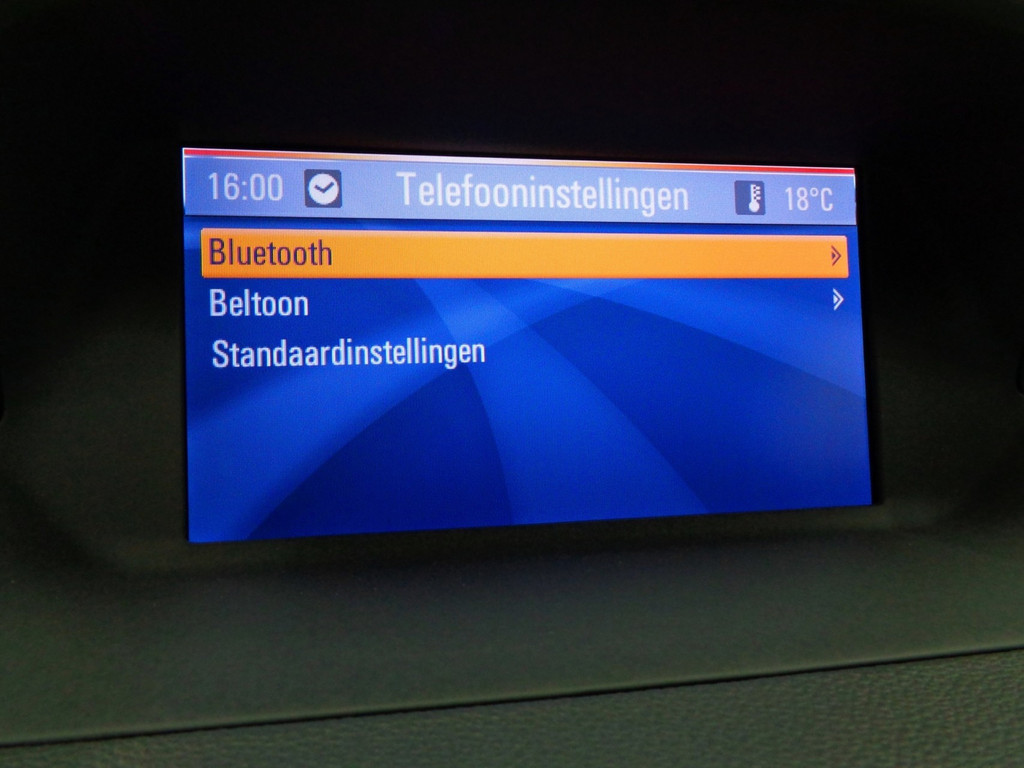 16:00 Telefooninstellingen 18°C
Bluetooth
Beltoon
Standaardinstellingen